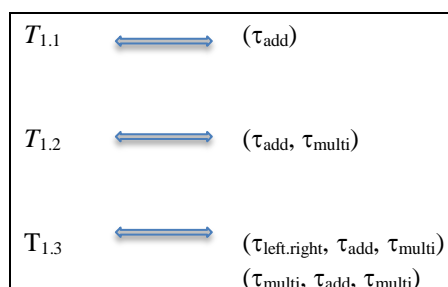 T1.1 (τadd)
T1.2 (τadd, τmulti)
T1.3 (τleft.right, τadd, τmulti)
(τmulti, τadd, τmulti)